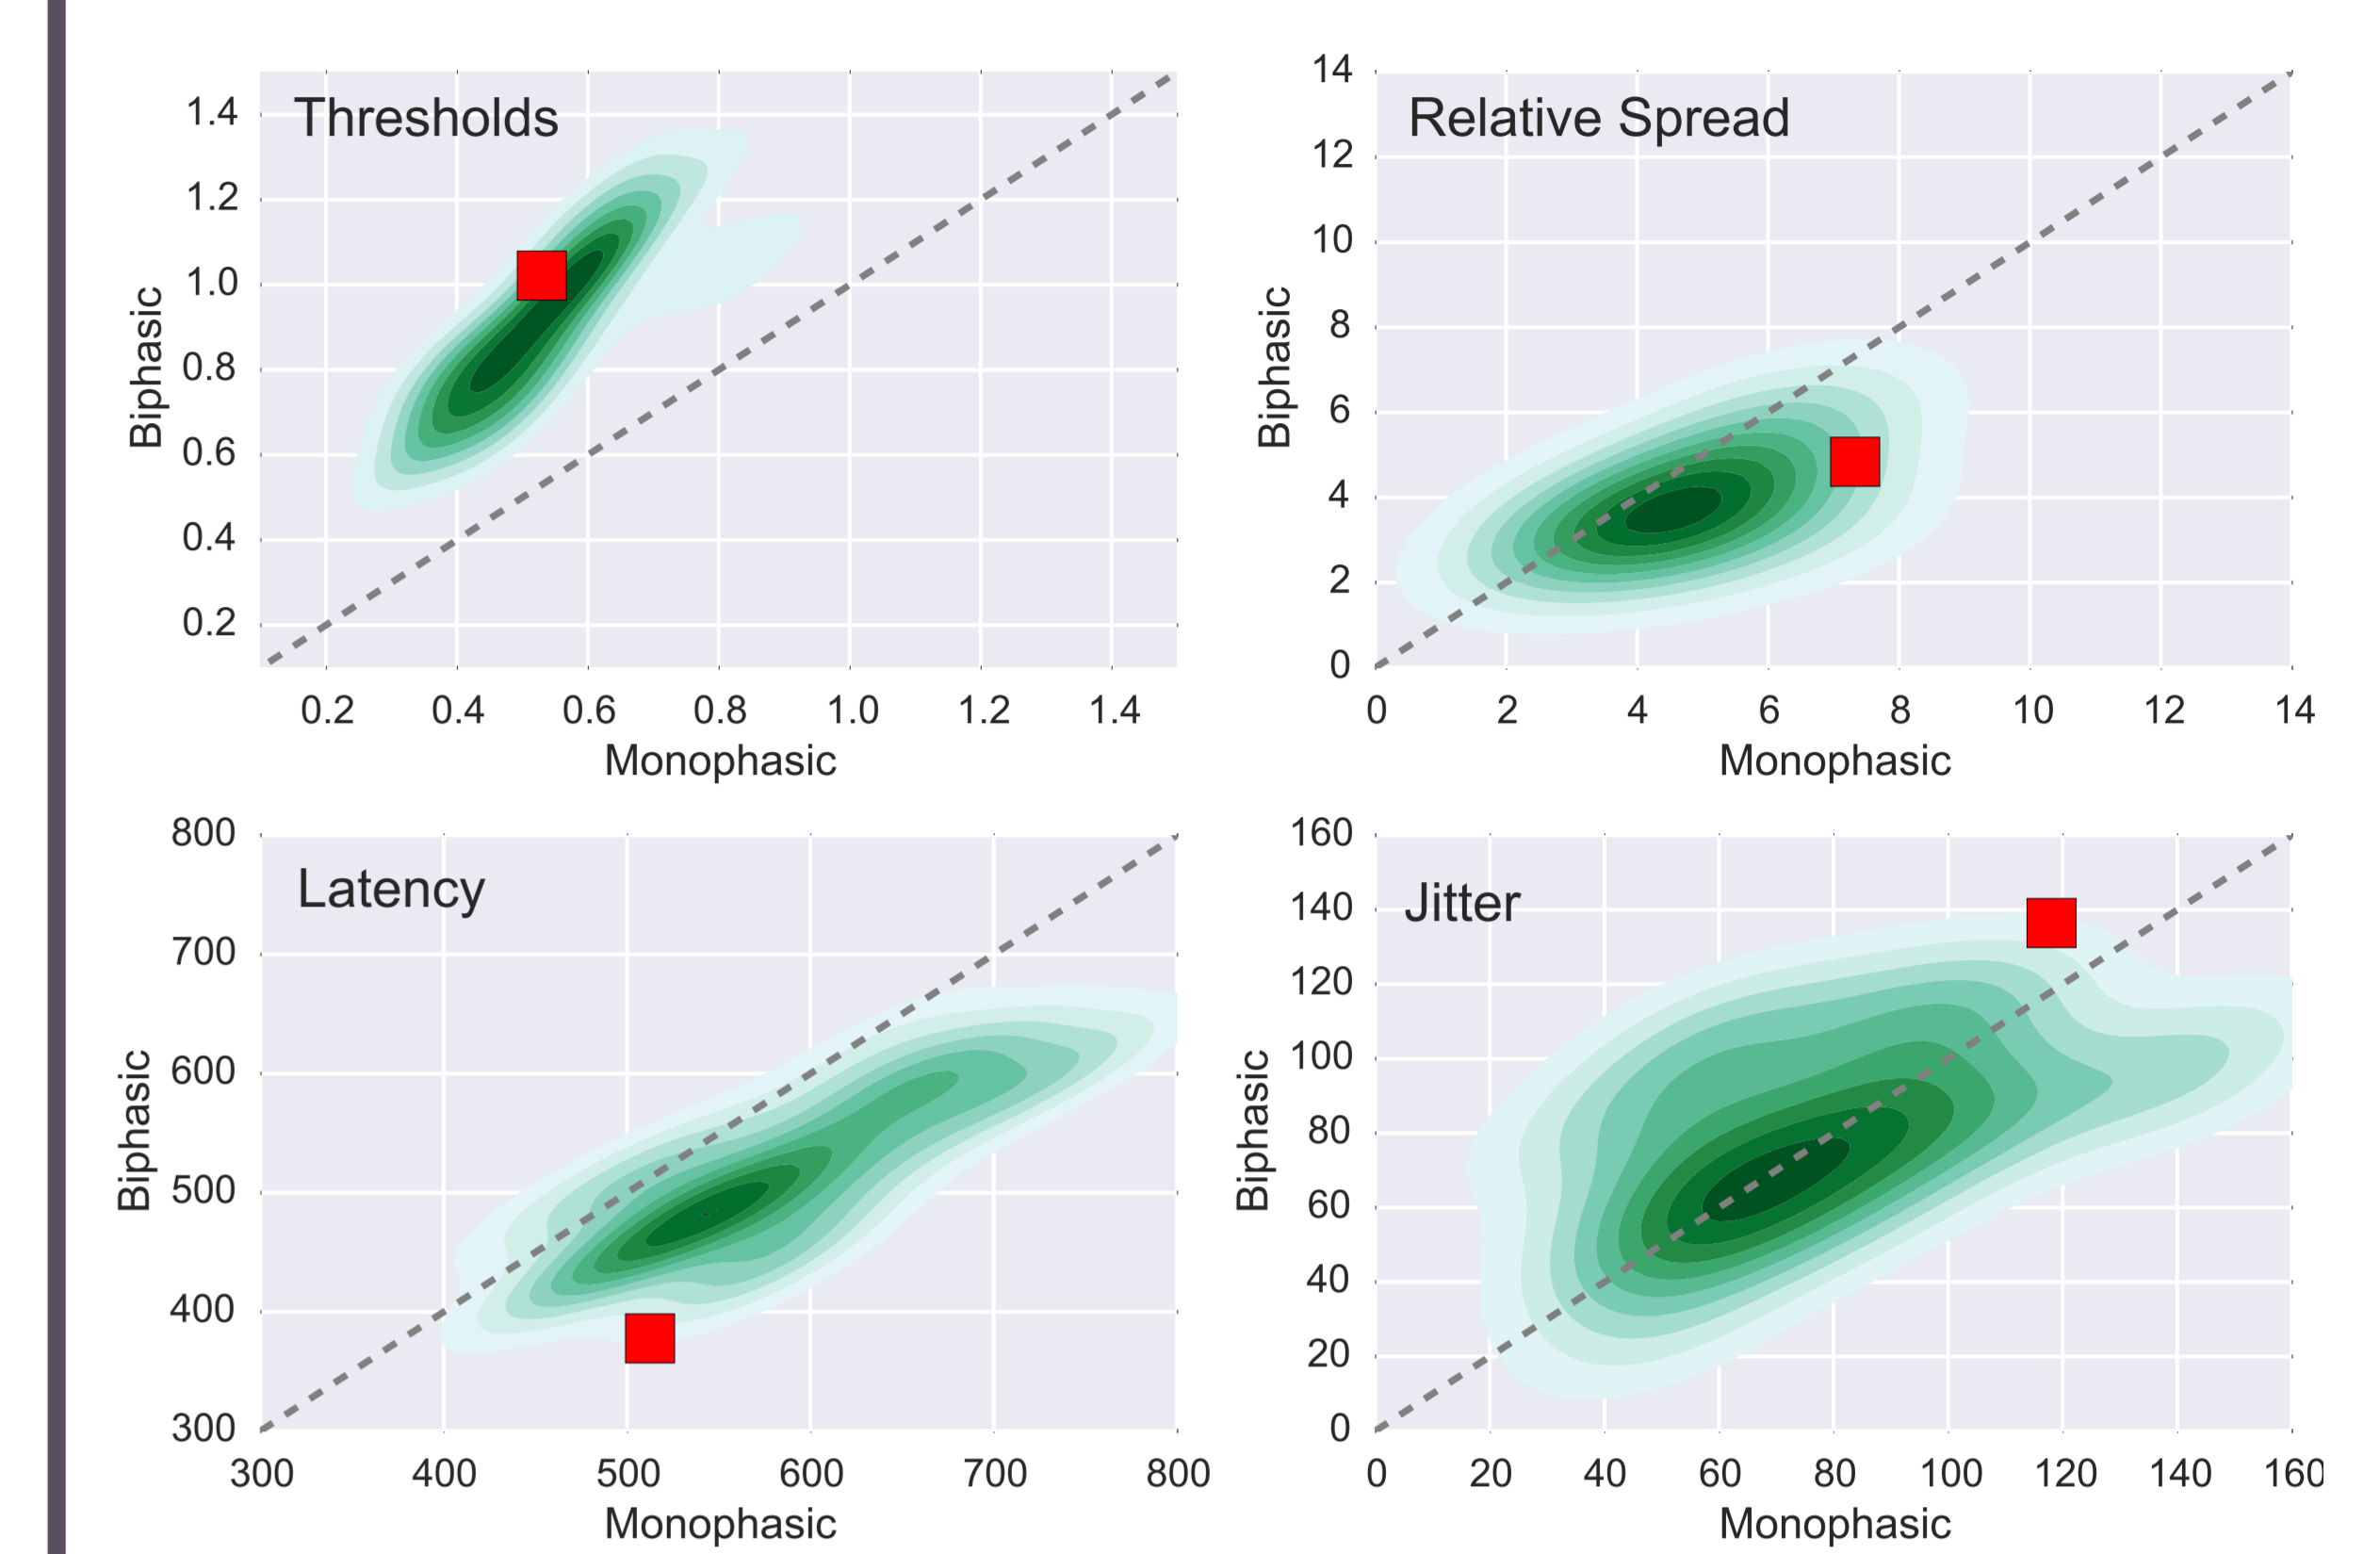 Thresholds
1.4
1.2
1.0
0.8
0.6
0.4
0.2
Biphasic
0.2 0.4 0.6 0.8 1.0 1.2 1.4
Monophasic
Relative Spread
14
12
10
8
6
4
2
0
Biphasic
0 2 4 6 8 10 12 14
Monophasic
Latency
800
700
600
500
400
300
Biphasic
300 400 500 600 700 800
Monophasic
Jitter
160
140
120
100
80
60
40
20
0
Biphasic
0 20 40 60 80 100 120 140 160
Monophasic